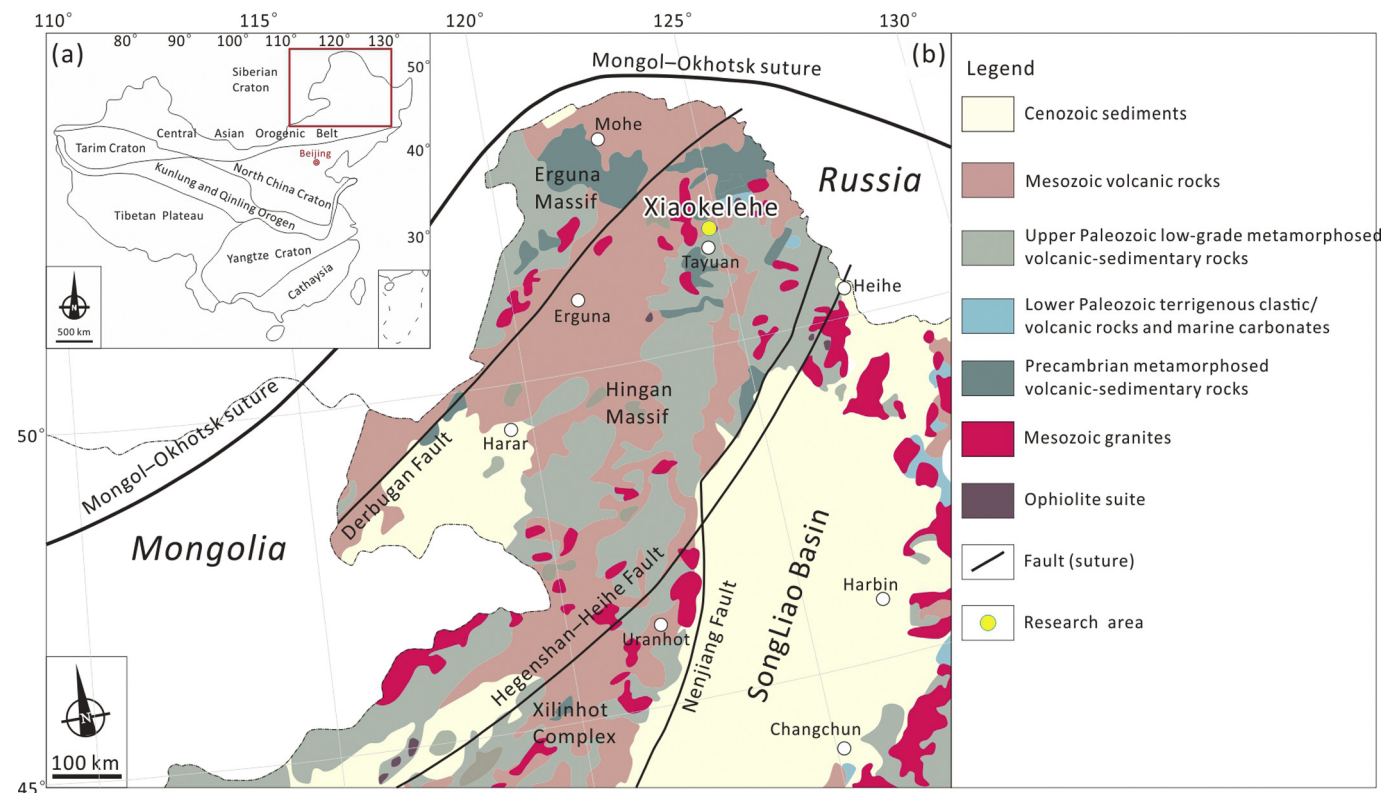 110° 115° 120° 125° 130°
(a)
80° 90° 100° 110° 120° 130°
50°
40°
30°
Siberian
Craton
Central Asian Orogenic Belt
Tarim Craton
Beijing
North China Craton
Kunlung and Qinling Orogen
Tibetan Plateau
Yangtze Craton
Cathaysia
N
500 km
(b)
Mongol–Okhotsk suture
Mohe
Erguna
Massif
Russia
Xiaokelehe
Tayuan
Heihe
Erguna
Hingan
Massif
Mongol–Okhotsk suture
50°
Harar
Derbugan Fault
Mongolia
SongLiao Basin
Harbin
Hegenshan–Heihe Fault
Uranhot
Nenjiang Fault
Xilinhot
Complex
Changchun
N
100 km
45°
Legend
Cenozoic sediments
Mesozoic volcanic rocks
Upper Paleozoic low-grade metamorphosed
volcanic-sedimentary rocks
Lower Paleozoic terrigenous clastic/
volcanic rocks and marine carbonates
Precambrian metamorphosed
volcanic-sedimentary rocks
Mesozoic granites
Ophiolite suite
Fault (suture)
Research area